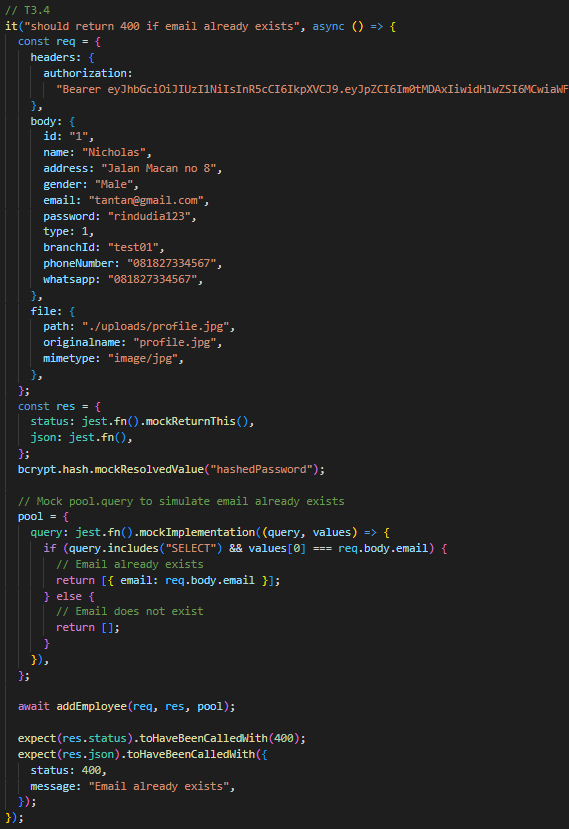 // T3.4
it("should return 400 if email already exists", async () => {
const req = {
headers: {
authorization:
"Bearer eyJhbGciOiJIUzI1NiIsInR5cCI6IkpXVCJ9.eyJpZCI6Im0tMDAxIiwidHlwZSI6MCwiaWF
},
body: {
id: "1",
name: "Nicholas",
address: "Jalan Macan no 8",
gender: "Male",
email: "tantan@gmail.com",
password: "rindudia123",
type: 1,
branchId: "test01",
phoneNumber: "081827334567",
whatsapp: "081827334567",
},
file: {
path: "./uploads/profile.jpg",
originalname: "profile.jpg",
mimetype: "image/jpg",
},
};
const res = {
status: jest.fn().mockReturnThis(),
json: jest.fn(),
};
bcrypt.hash.mockResolvedValue("hashedPassword");
// Mock pool.query to simulate email already exists
pool = {
query: jest.fn().mockImplementation((query, values) => {
if (query.includes("SELECT") && values[0] === req.body.email) {
// Email already exists
return [{ email: req.body.email }];
} else {
// Email does not exist
return [];
}
}),
};
await addEmployee(req, res, pool);
expect(res.status).toHaveBeenCalledWith(400);
expect(res.json).toHaveBeenCalledWith({
status: 400,
message: "Email already exists",
});
});